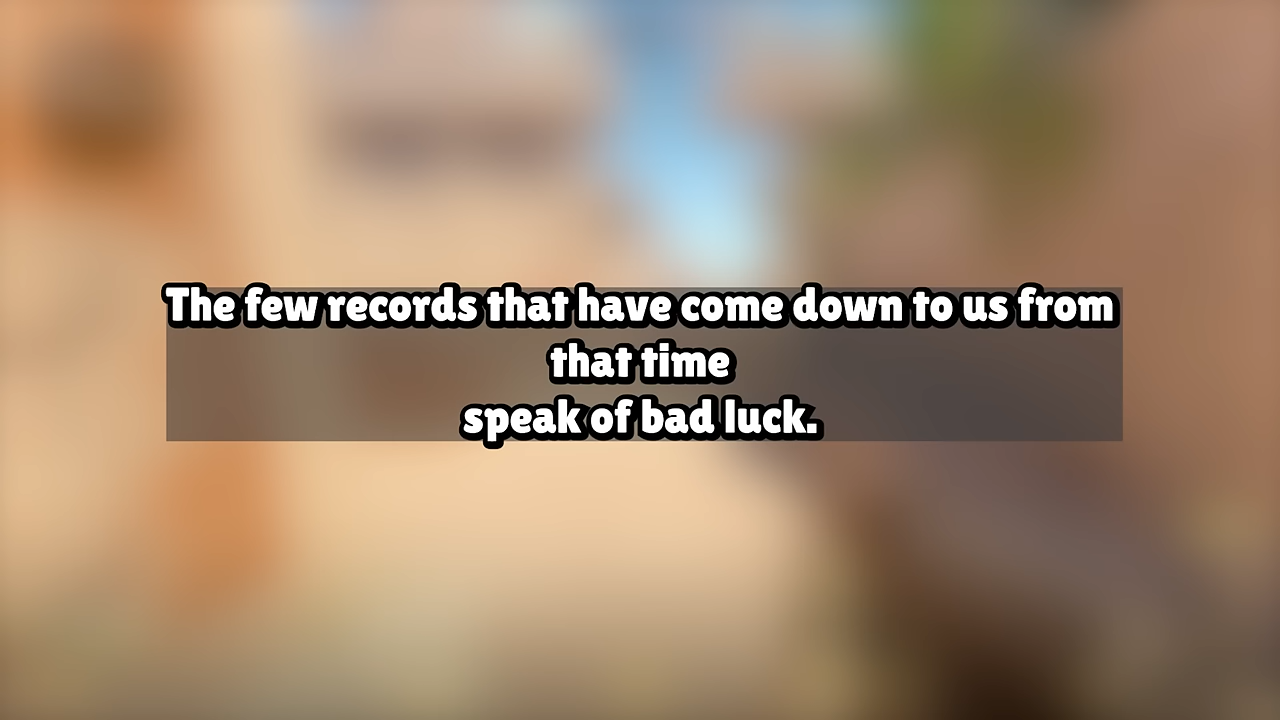 The few records that have come down to us from
that time
speak of bad luck.